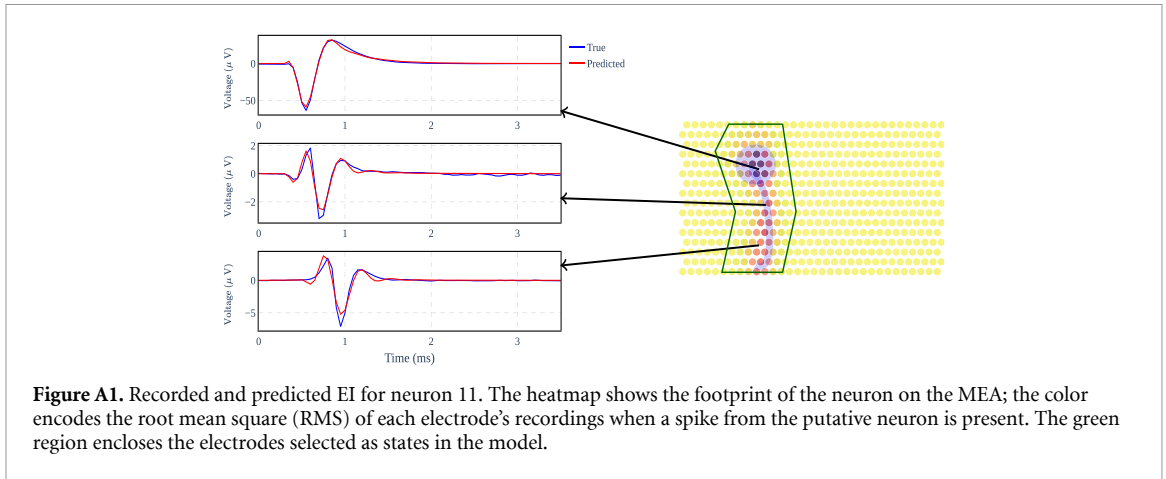 True
Predicted
Voltage (μ V)
0
−50
0 1 2 3
Voltage (μ V)
2
0
−2
0 1 2 3
Voltage (μ V)
0
−5
0 1 2 3
Time (ms)
Figure A1. Recorded and predicted EI for neuron 11. The heatmap shows the footprint of the neuron on the MEA; the color
encodes the root mean square (RMS) of each electrode's recordings when a spike from the putative neuron is present. The green
region encloses the electrodes selected as states in the model.